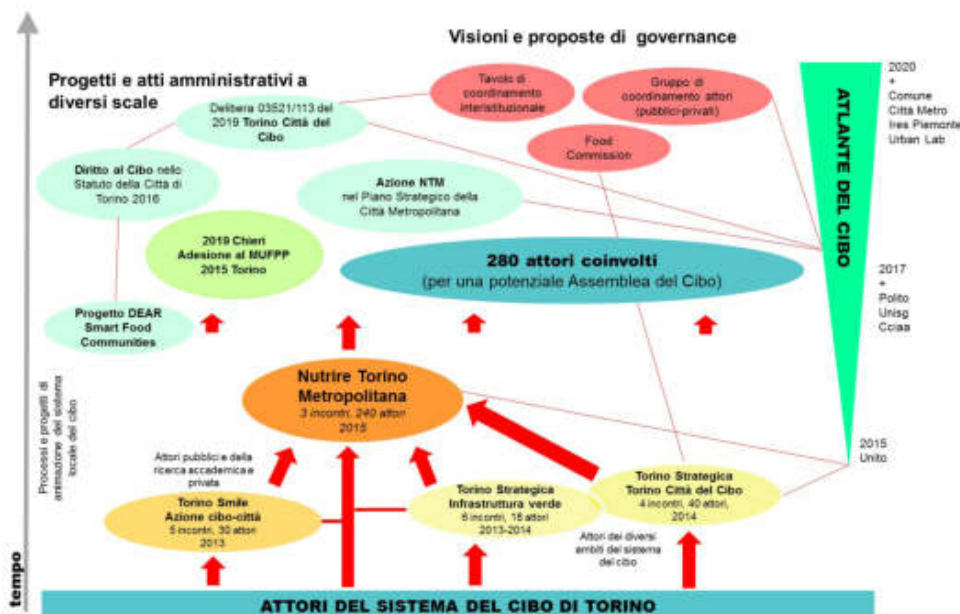 Visioni e proposte di governance
Progetti e atti amministrativi a
diversi scale
Tavolo di
coordinamento
interistituzionale
Gruppo di
coordinamento attori
(pubblici-privati)
Food
Commission
Delibera 03521/113 del
2019 Torino Città del
Cibo
Diritto al Cibo nello
Statuto della Città di
Torino 2016
Azione NTM
nel Piano Strategico della
Città Metropolitana
2019 Chieri
Adesione al MUFPP
2015 Torino
280 attori coinvolti
(per una potenziale Assemblea del Cibo)
Progetto DEAR
Smart Food
Communities
ATLANTE DEL CIBO
2020
+
Comune
Città Metro
Ires Piemonte
Urban Lab
2017
+
Polito
Unisg
Cciaa
2015
Unito
Nutrire Torino
Metropolitana
3 incontri, 240 attori
2015
Processi e progetti di
animazione del sistema
locale del cibo
Attori pubblici e della
ricerca accademica e
privata
Torino Smile
Azione cibo-città
5 incontri, 30 attori
2013
Torino Strategica
Infrastruttura verde
6 incontri, 18 attori
2013-2014
Torino Strategica
Torino Città del Cibo
4 incontri, 40 attori,
2014
Attori dei diversi
ambiti del sistema
del cibo
tempo
ATTORI DEL SISTEMA DEL CIBO DI TORINO